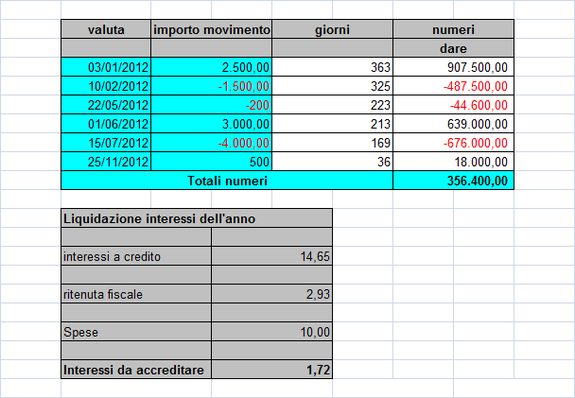 valuta importo movimento giorni numeri
dare
03/01/2012 2.500,00 363 907.500,00
10/02/2012 -1.500,00 325 -487.500,00
22/05/2012 -200 223 -44.600,00
01/06/2012 3.000,00 213 639.000,00
15/07/2012 -4.000,00 169 -676.000,00
25/11/2012 500 36 18.000,00
Totali numeri 356.400,00
Liquidazione interessi dell'anno
interessi a credito 14,65
ritenuta fiscale 2,93
Spese 10,00
Interessi da accreditare 1,72